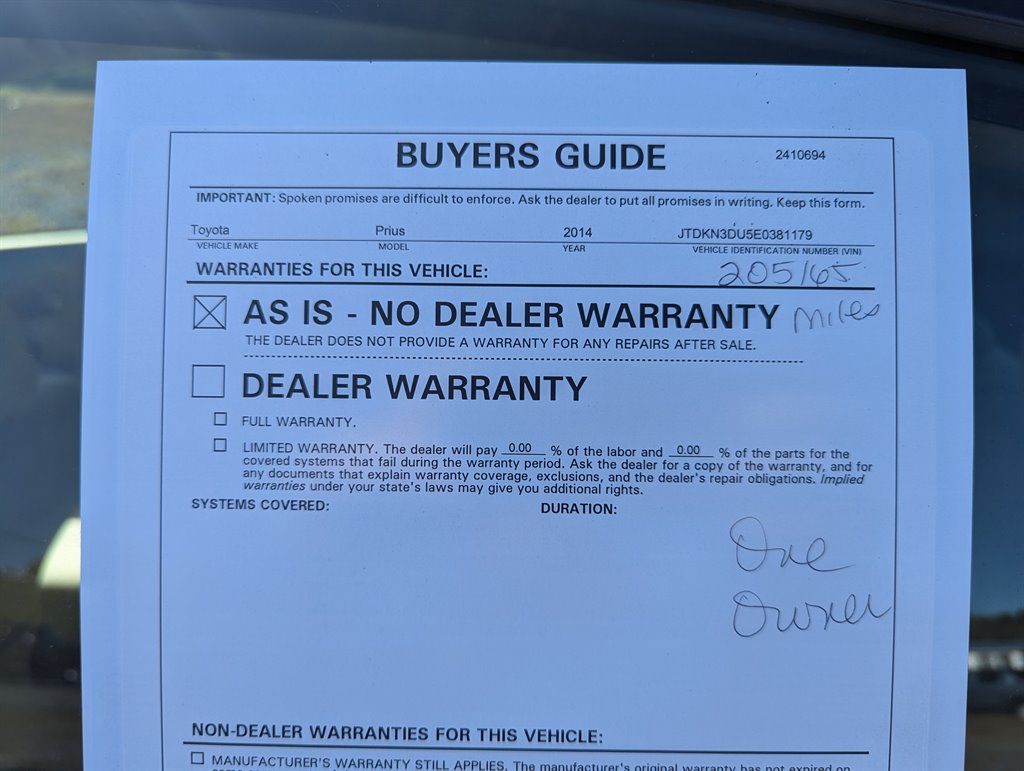 BUYERS GUIDE 2410694
IMPORTANT: Spoken promises are difficult to enforce. Ask the dealer to put all promises in writing. Keep this form.
Toyota Prius 2014 JTDKN3DU5E0381179
VEHICLE MAKE MODEL YEAR VEHICLE IDENTIFICATION NUMBER (VIN)
WARRANTIES FOR THIS VEHICLE: 205165
AS IS - NO DEALER WARRANTY Miles
THE DEALER DOES NOT PROVIDE A WARRANTY FOR ANY REPAIRS AFTER SALE.
DEALER WARRANTY
FULL WARRANTY.
LIMITED WARRANTY. The dealer will pay 0.00 % of the labor and 0.00 % of the parts for the
covered systems that fail during the warranty period. Ask the dealer for a copy of the warranty, and for
any documents that explain warranty coverage, exclusions, and the dealer's repair obligations. Implied
warranties under your state's laws may give you additional rights.
SYSTEMS COVERED: DURATION:
One
Owner
NON-DEALER WARRANTIES FOR THIS VEHICLE:
MANUFACTURER'S WARRANTY STILL APPLIES. The manufacturer's original warranty has not expired on